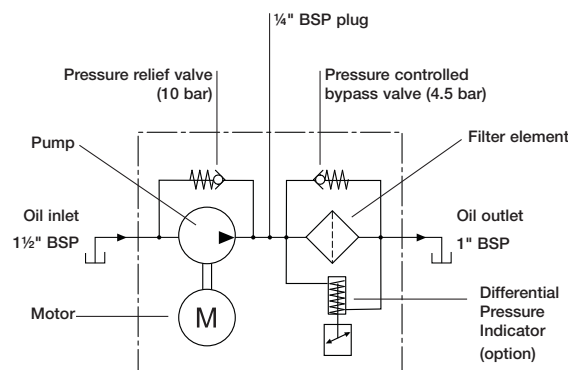 ¼" BSP plug
Pressure relief valve
(10 bar)
Pressure controlled
bypass valve (4.5 bar)
Pump
Filter element
Oil inlet
1½" BSP
Oil outlet
1" BSP
Motor
M
Differential
Pressure
Indicator
(option)